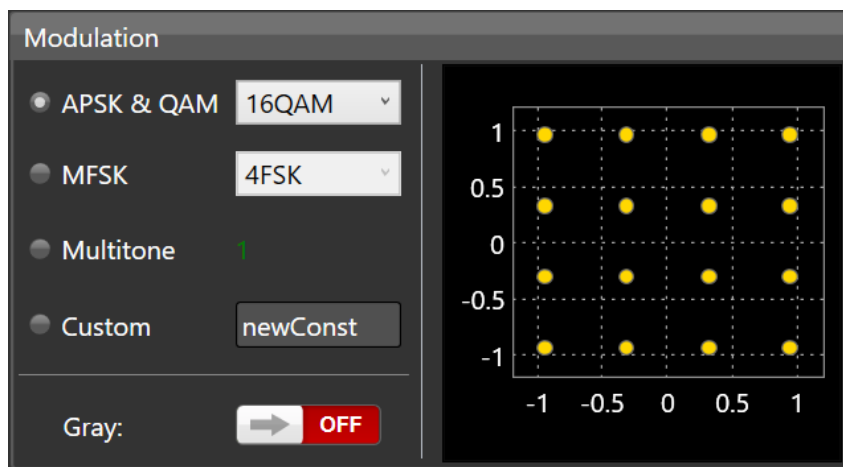 Modulation
APSK & QAM 16QAM
MFSK 4FSK
Multitone 1
Custom newConst
Gray: OFF
1
0.5
0
-0.5
-1
-1 -0.5 0 0.5 1